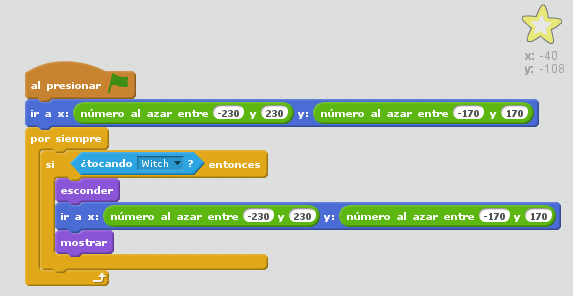 x: -40
y: -108
al presionar
ir a x: número al azar entre -230 y 230 y: número al azar entre -170 y 170
por siempre
si ¿tocando Witch ? entonces
esconder
ir a x: número al azar entre -230 y 230 y: número al azar entre -170 y 170
mostrar